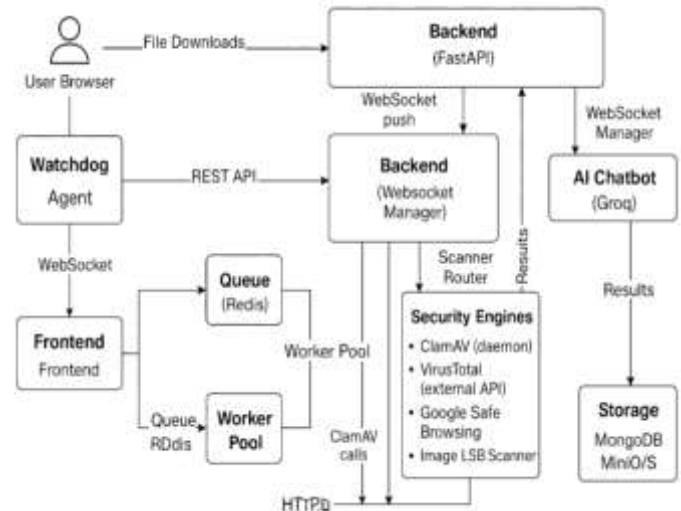 Backend
File Downloads
(FastAPI)
User Browser
WebSocket
push
WebSocket
Manager
Watchdog
Agent
REST API
Backend
(Websocket
Manager)
AI Chatbot
(Groq)
WebSocket
Scanner
Router
Results
Queue
(Redis)
Results
Frontend
Frontend
Worker Pool
Security Engines
• ClamAV (daemon)
• VirusTotal
(external API)
• Google Safe
Browsing
• Image LSB Scanner
Queue
RDdis
Worker
Pool
ClamAV
calls
Storage
MongoDB
MiniO/S